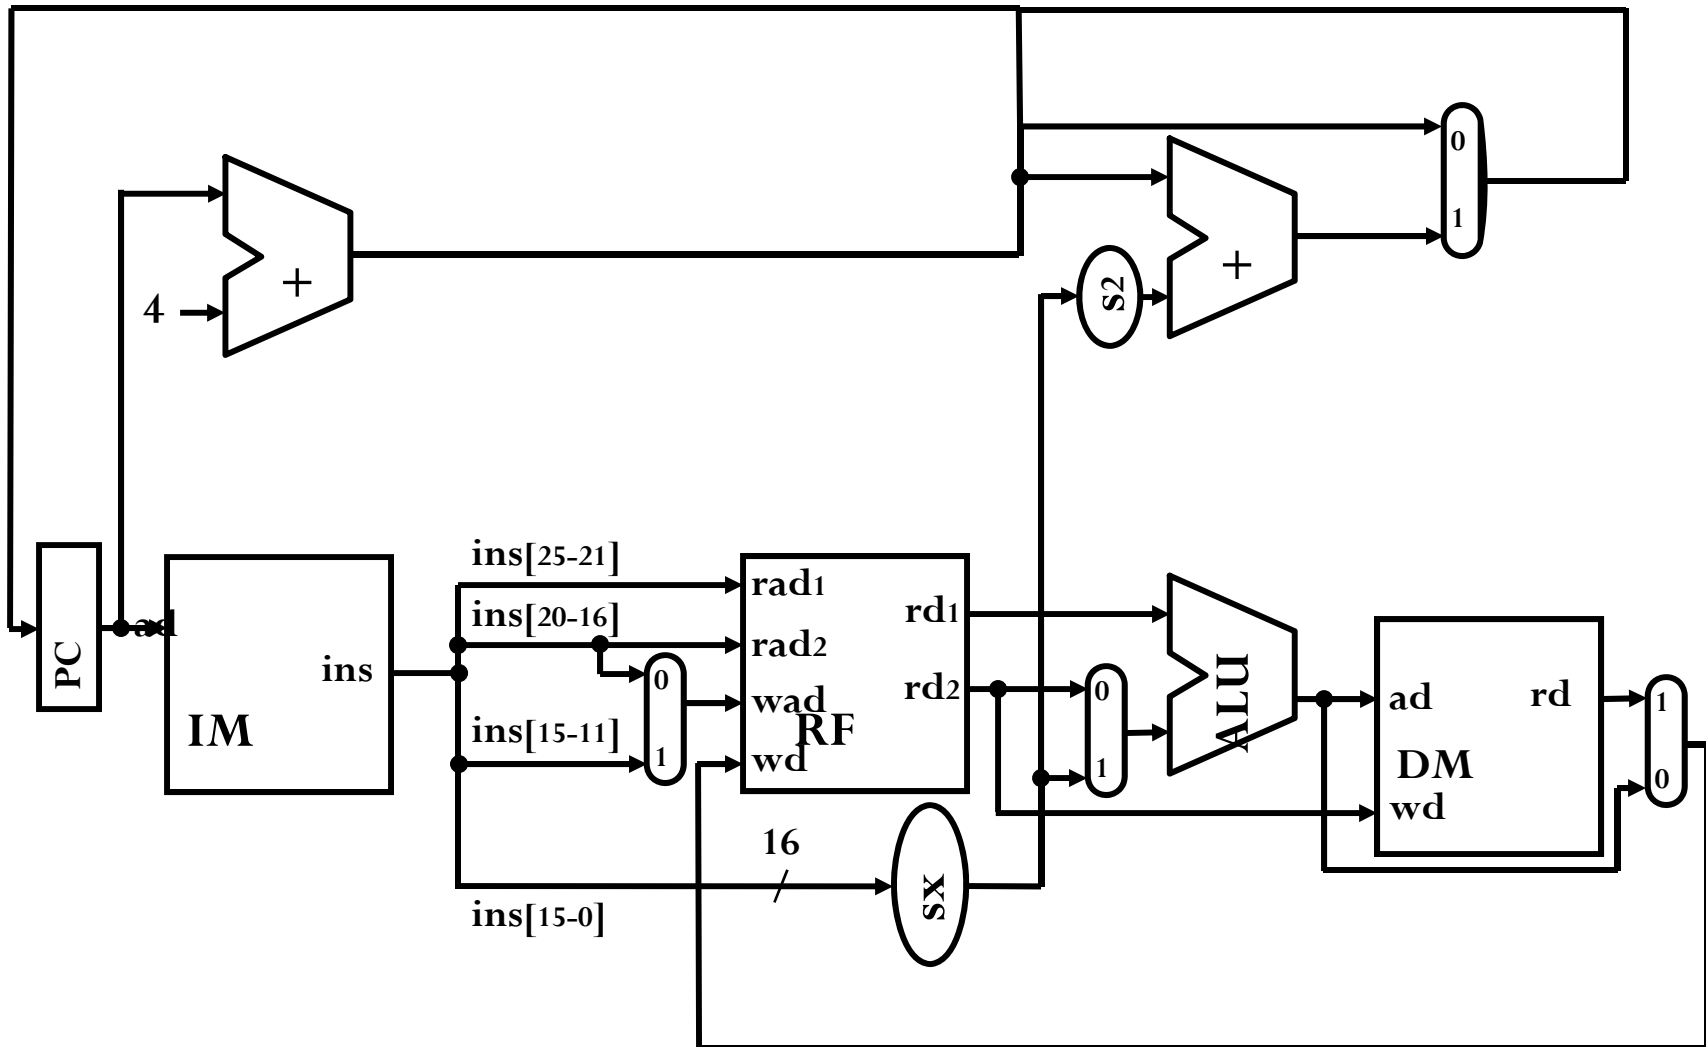 0
1
+
+
s2
4
ins[25-21]
rad1
ins[20-16]
rad2
rd1
ad
PC
ins
IM
0
wad
RF
rd2
0
ALU
ad
rd
1
ins[15-11]
1
wd
1
DM
0
wd
16
sx
ins[15-0]